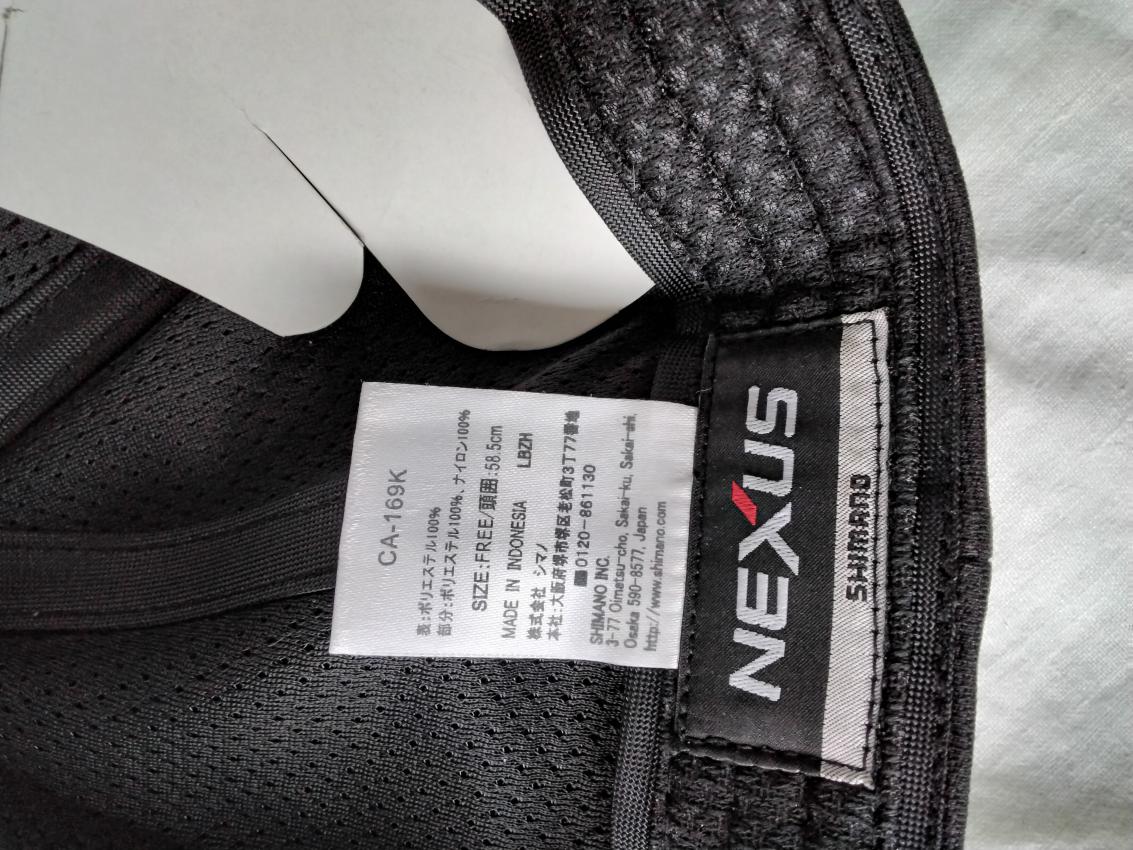 CA-169K
表:ポリエステル100%
部分:ポリエステル100%、ナイロン100%
SIZE:FREE/頭囲:58.5cm
MADE IN INDONESIA LBZH
株式会社 シマノ
本社:大阪府堺市堺区老松町3丁77番地
0120-861130
SHIMANO INC.
3-77 Oimatsu-cho, Sakai-ku, Sakai-shi,
Osaka 590-8577, Japan
http://www.shimano.com
NEXUS
SHIMANO